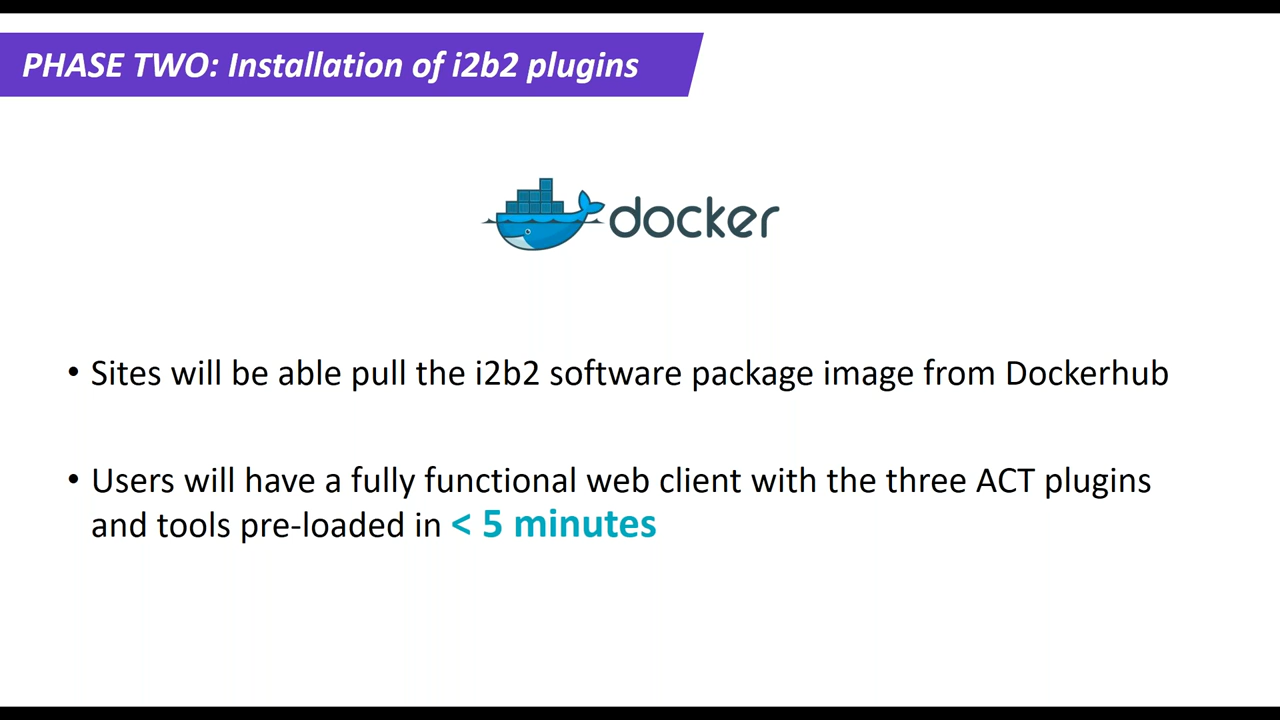 PHASE TWO: Installation of i2b2 plugins
docker
• Sites will be able pull the i2b2 software package image from Dockerhub
• Users will have a fully functional web client with the three ACT plugins
and tools pre-loaded in < 5 minutes